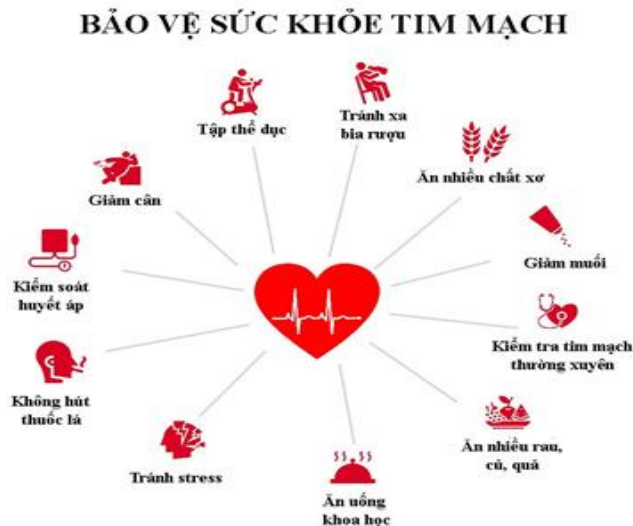 BẢO VỆ SỨC KHỎE TIM MẠCH
Tập thể dục
Tránh xa
bia rượu
Ăn nhiều chất xơ
Giảm muối
Kiểm tra tim mạch
thường xuyên
Ăn nhiều rau,
củ, quả
Ăn uống
khoa học
Tránh stress
Không hút
thuốc lá
Kiểm soát
huyết áp
Giảm cân